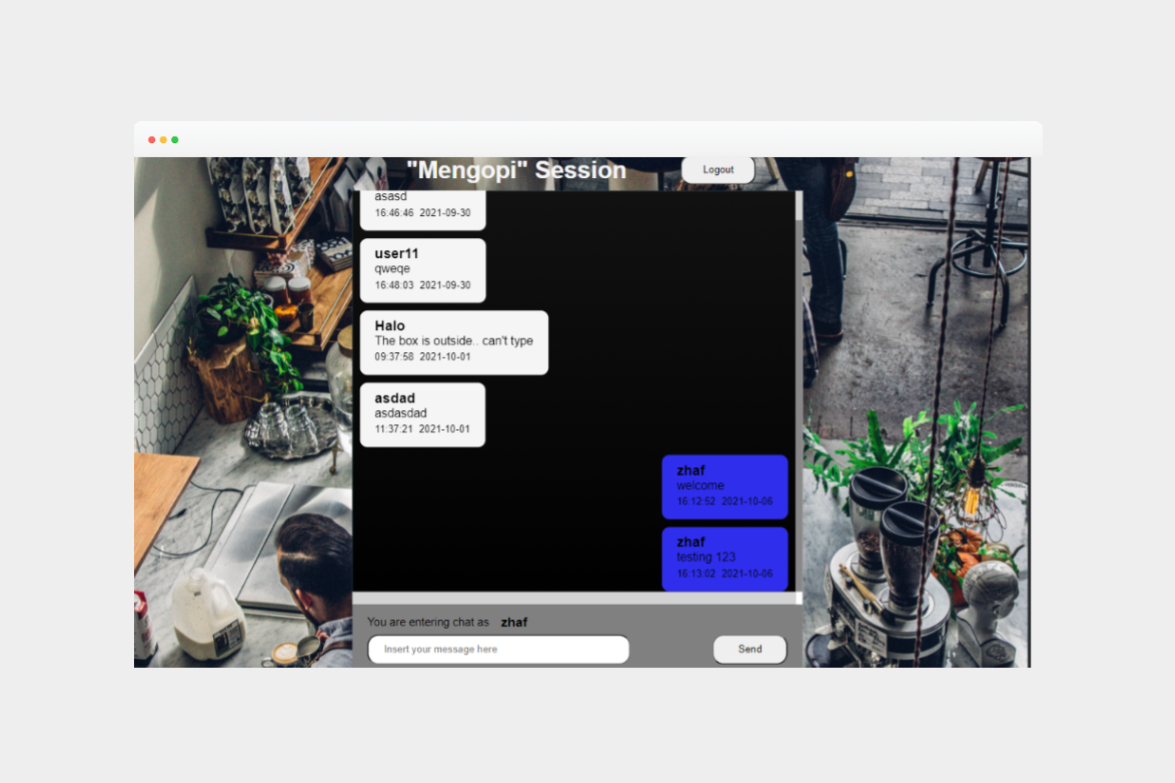 "Mengopi" Session
Logout
asasd
16:46:46 2021-09-30
user11
qweqe
16:48:03 2021-09-30
Halo
The box is outside.. can't type
09:37:58 2021-10-01
asdad
asdasdad
11:37:21 2021-10-01
zhaf
welcome
16:12:52 2021-10-06
zhaf
testing 123
16:13:02 2021-10-06
You are entering chat as zhaf
Insert your message here
Send